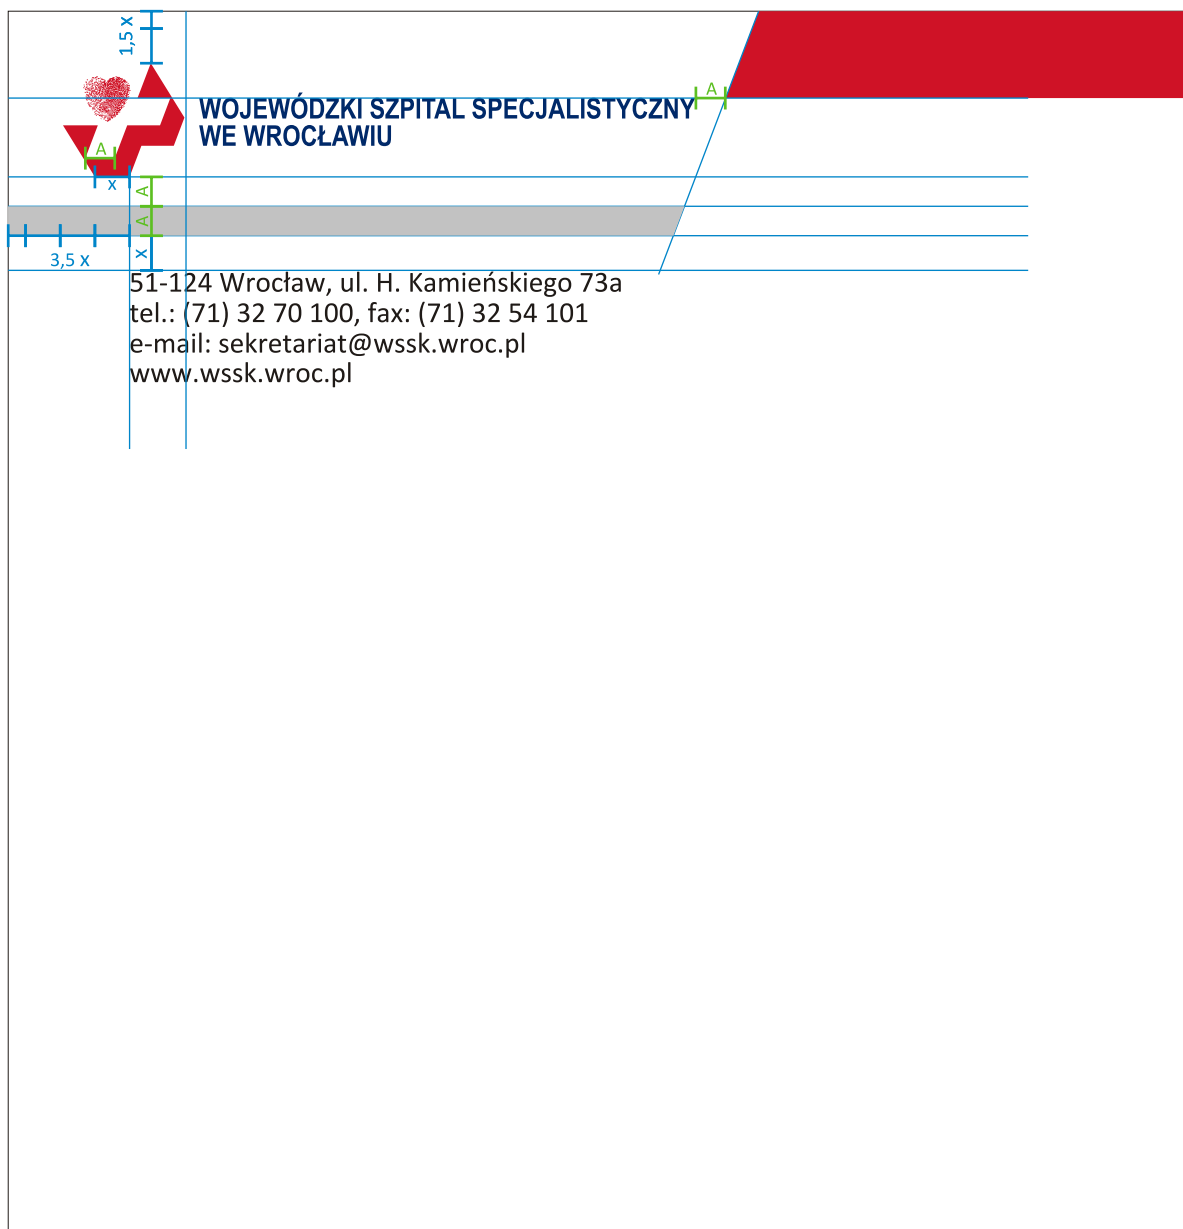 1,5 x
WOJEWÓDZKI SZPITAL SPECJALISTYCZNY
WE WROCŁAWIU
A
A
x
A
A
3,5 x
x
51-124 Wrocław, ul. H. Kamieńskiego 73a
tel.: (71) 32 70 100, fax: (71) 32 54 101
e-mail: sekretariat@wssk.wroc.pl
www.wssk.wroc.pl